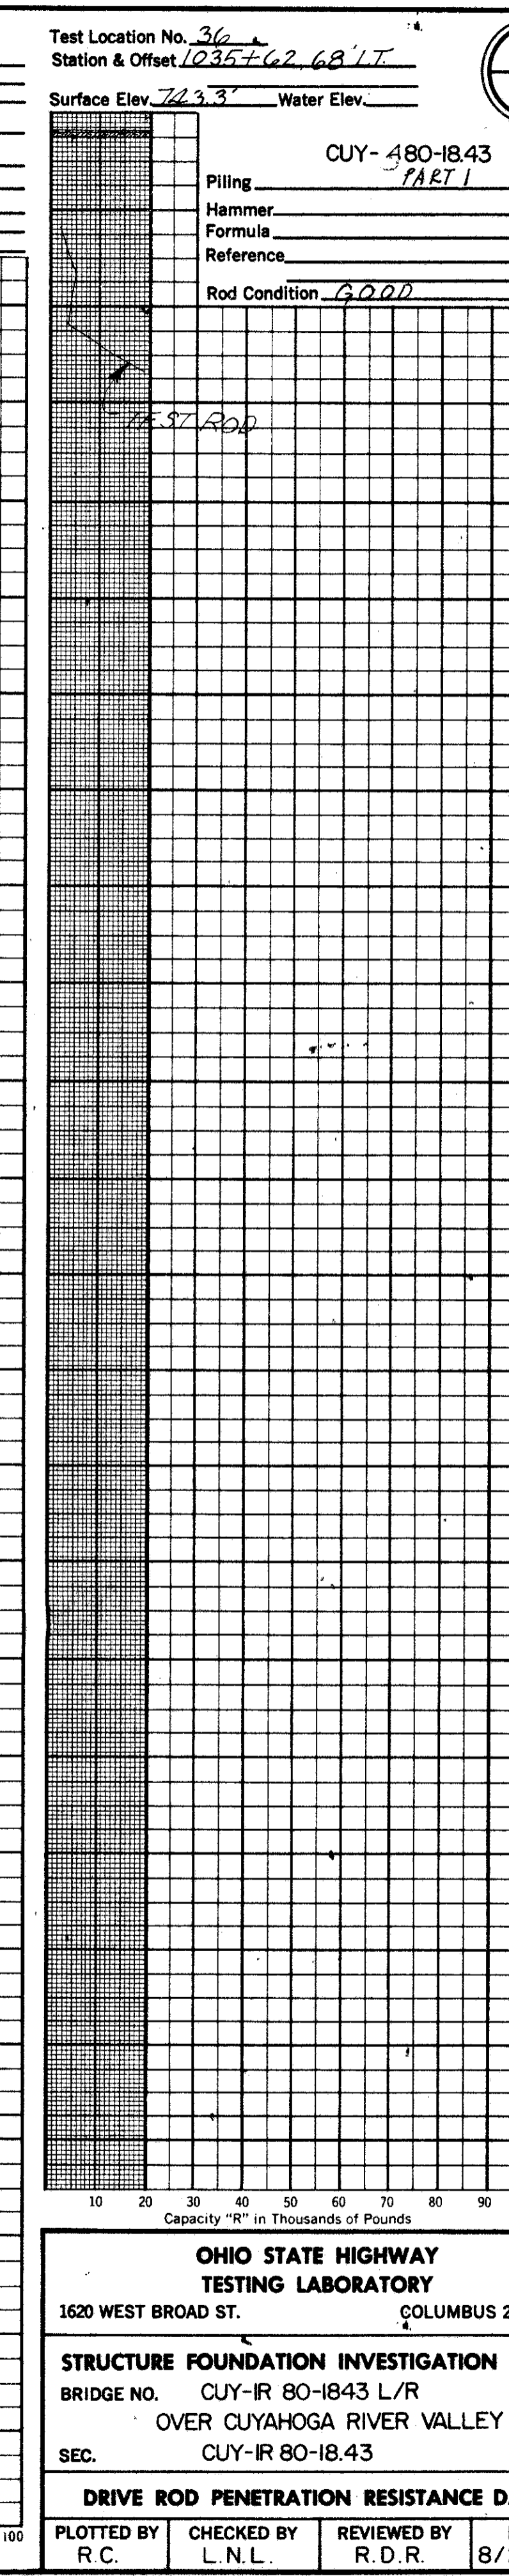 Test Location No. 36
Station & Offset 1035+62, 68' LT.
Surface Elev. 743.3' Water Elev.
CUY-480-18.43
PART 1
Piling
Hammer
Formula
Reference
Rod Condition GOOD
TEST ROD
10 20 30 40 50 60 70 80 90
Capacity "R" in Thousands of Pounds
OHIO STATE HIGHWAY
TESTING LABORATORY
1620 WEST BROAD ST. COLUMBUS 2
STRUCTURE FOUNDATION INVESTIGATION
BRIDGE NO. CUY-IR 80-1843 L/R
OVER CUYAHOGA RIVER VALLEY
SEC. CUY-IR 80-18.43
DRIVE ROD PENETRATION RESISTANCE D
100
PLOTTED BY CHECKED BY REVIEWED BY
R.C. L.N.L. R.D.R. 8/